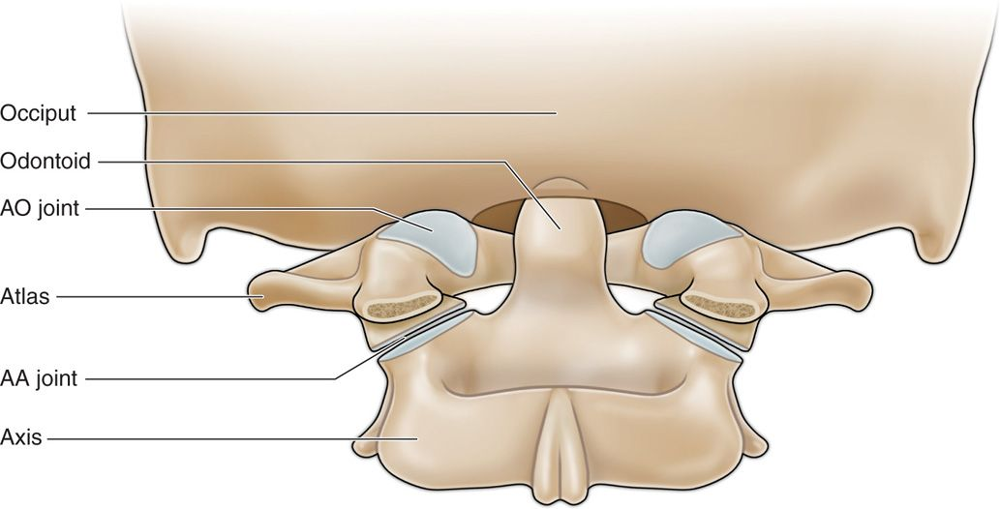 Occiput
Odontoid
AO joint
Atlas
AA joint
Axis